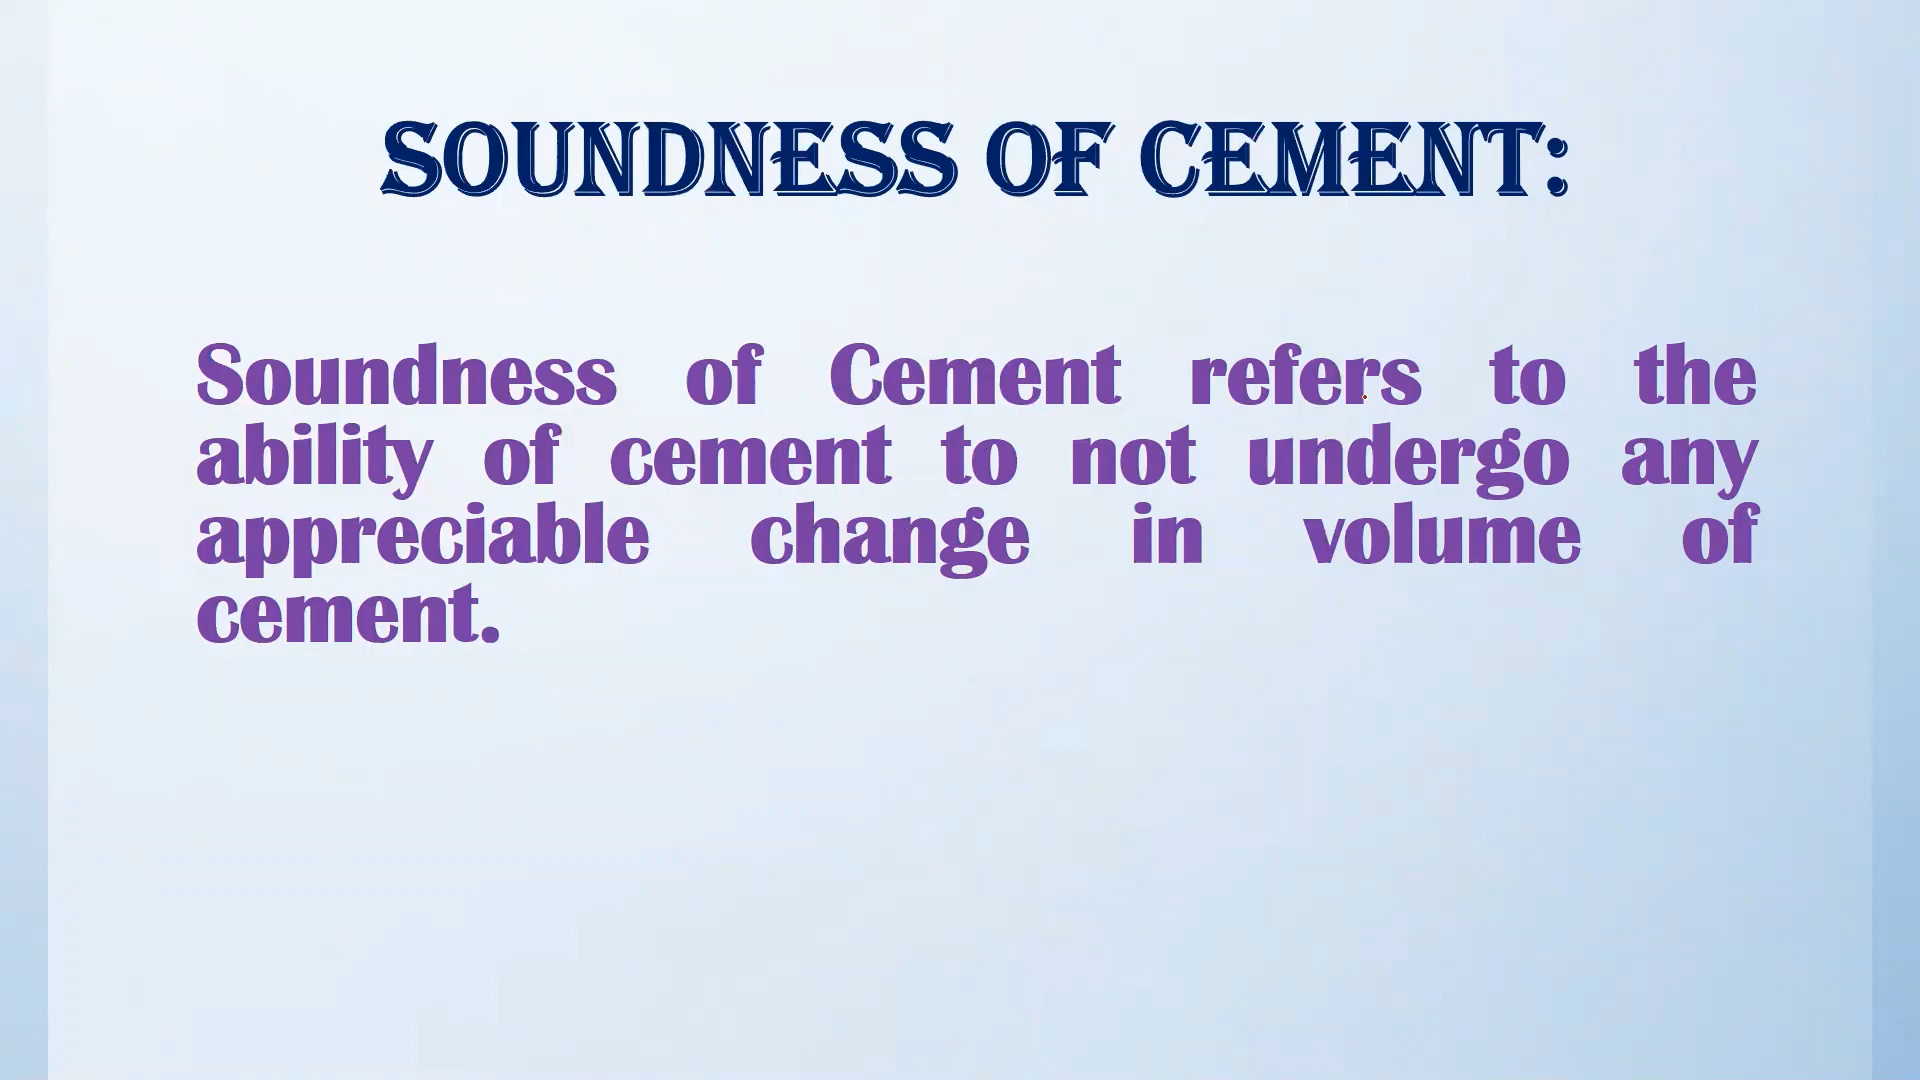 SOUNDNESS OF CEMENT:
Soundness of Cement refers to the
ability of cement to not undergo any
appreciable change in volume of
cement.